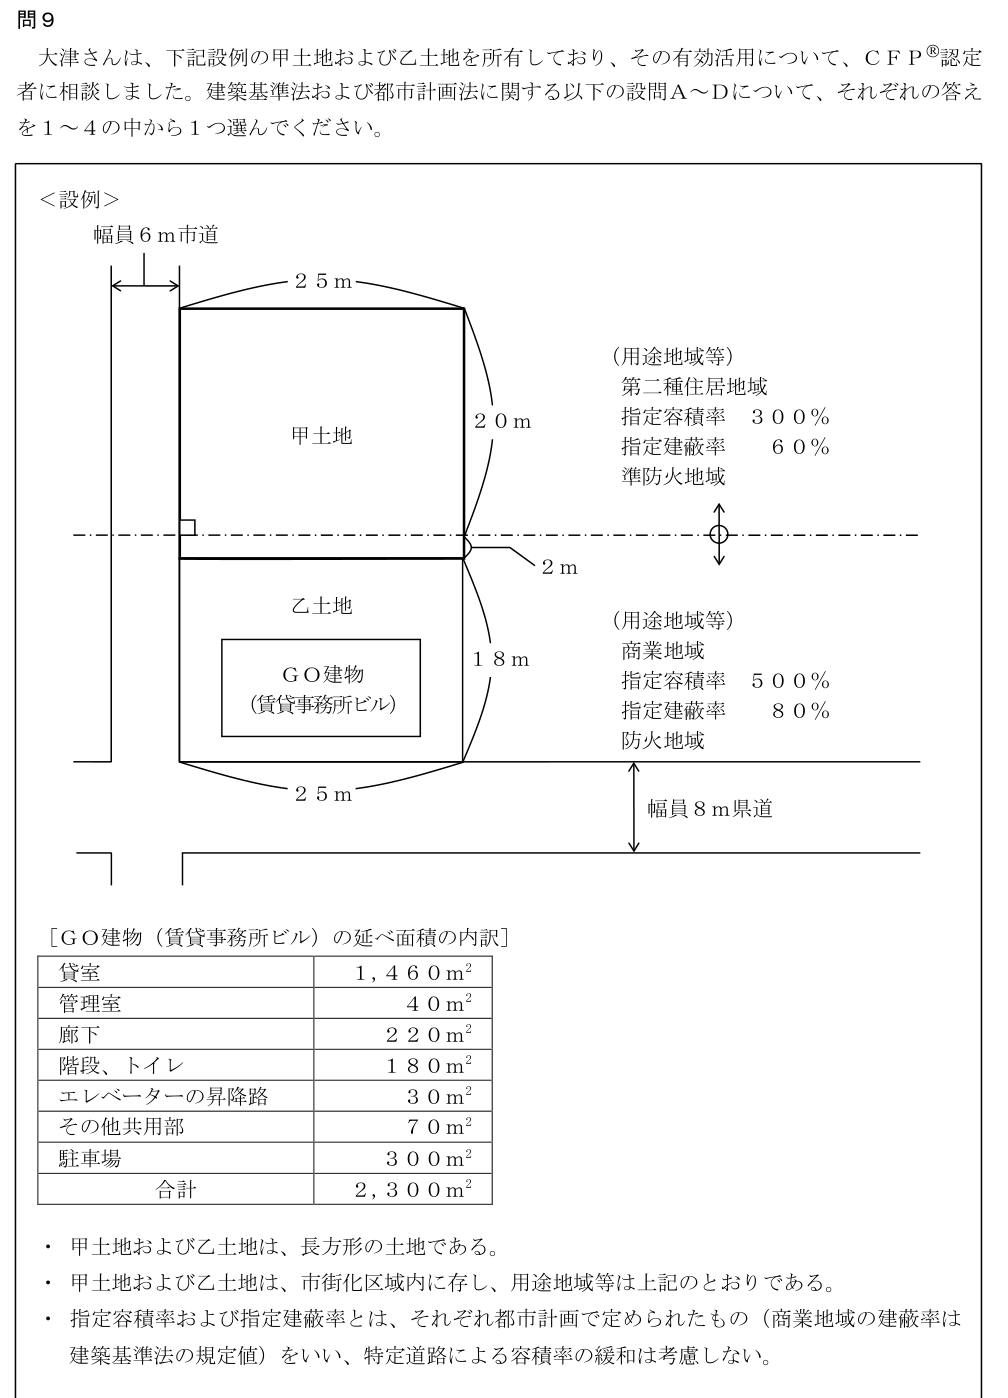 問９
大津さんは、下記設例の甲土地および乙土地を所有しており、その有効活用について、ＣＦＰ®認定
者に相談しました。建築基準法および都市計画法に関する以下の設問Ａ～Ｄについて、それぞれの答え
を１～４の中から１つ選んでください。
＜設例＞
幅員６ｍ市道
２５ｍ
（用途地域等）
第二種住居地域
指定容積率　３００％
指定建蔽率　６０％
準防火地域
２０ｍ
甲土地
２ｍ
乙土地
（用途地域等）
商業地域
指定容積率　５００％
指定建蔽率　８０％
防火地域
１８ｍ
ＧＯ建物
（賃貸事務所ビル）
２５ｍ
幅員８ｍ県道
［ＧＯ建物（賃貸事務所ビル）の延べ面積の内訳］
貸室　１，４６０ｍ²
管理室　４０ｍ²
廊下　２２０ｍ²
階段、トイレ　１８０ｍ²
エレベーターの昇降路　３０ｍ²
その他共用部　７０ｍ²
駐車場　３００ｍ²
合計　２，３００ｍ²
・ 甲土地および乙土地は、長方形の土地である。
・ 甲土地および乙土地は、市街化区域内に存し、用途地域等は上記のとおりである。
・ 指定容積率および指定建蔽率とは、それぞれ都市計画で定められたもの（商業地域の建蔽率は
建築基準法の規定値）をいい、特定道路による容積率の緩和は考慮しない。